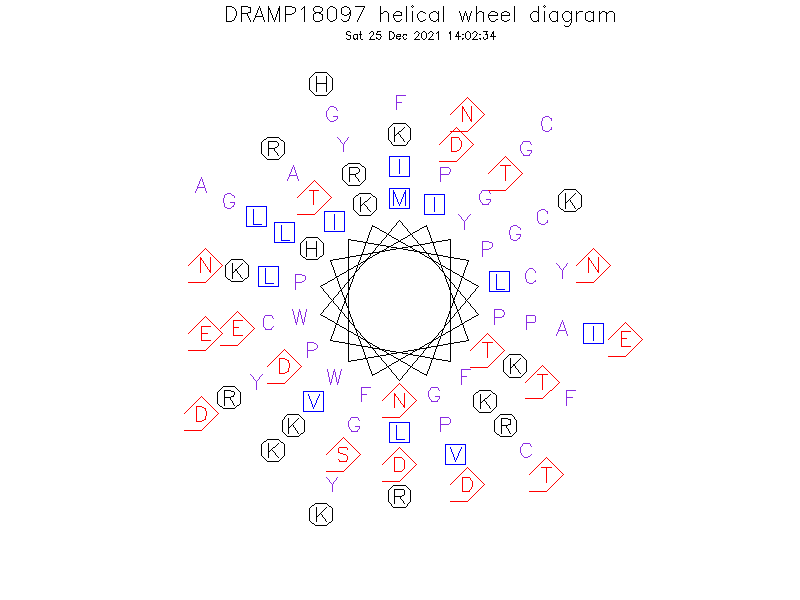 DRAMP18097 helical wheel diagram
Sat 25 Dec 2021 14:02:34
H
F
G N
C
K
R Y D G
I
A R P T
A
G T K M I G K
L I Y C
L G
H P
N K L P L C Y N
E E C W P P A I E
P T
D K
Y W F T
D R V F N G K F
K G L P R
K S D V C
Y D T
R
K